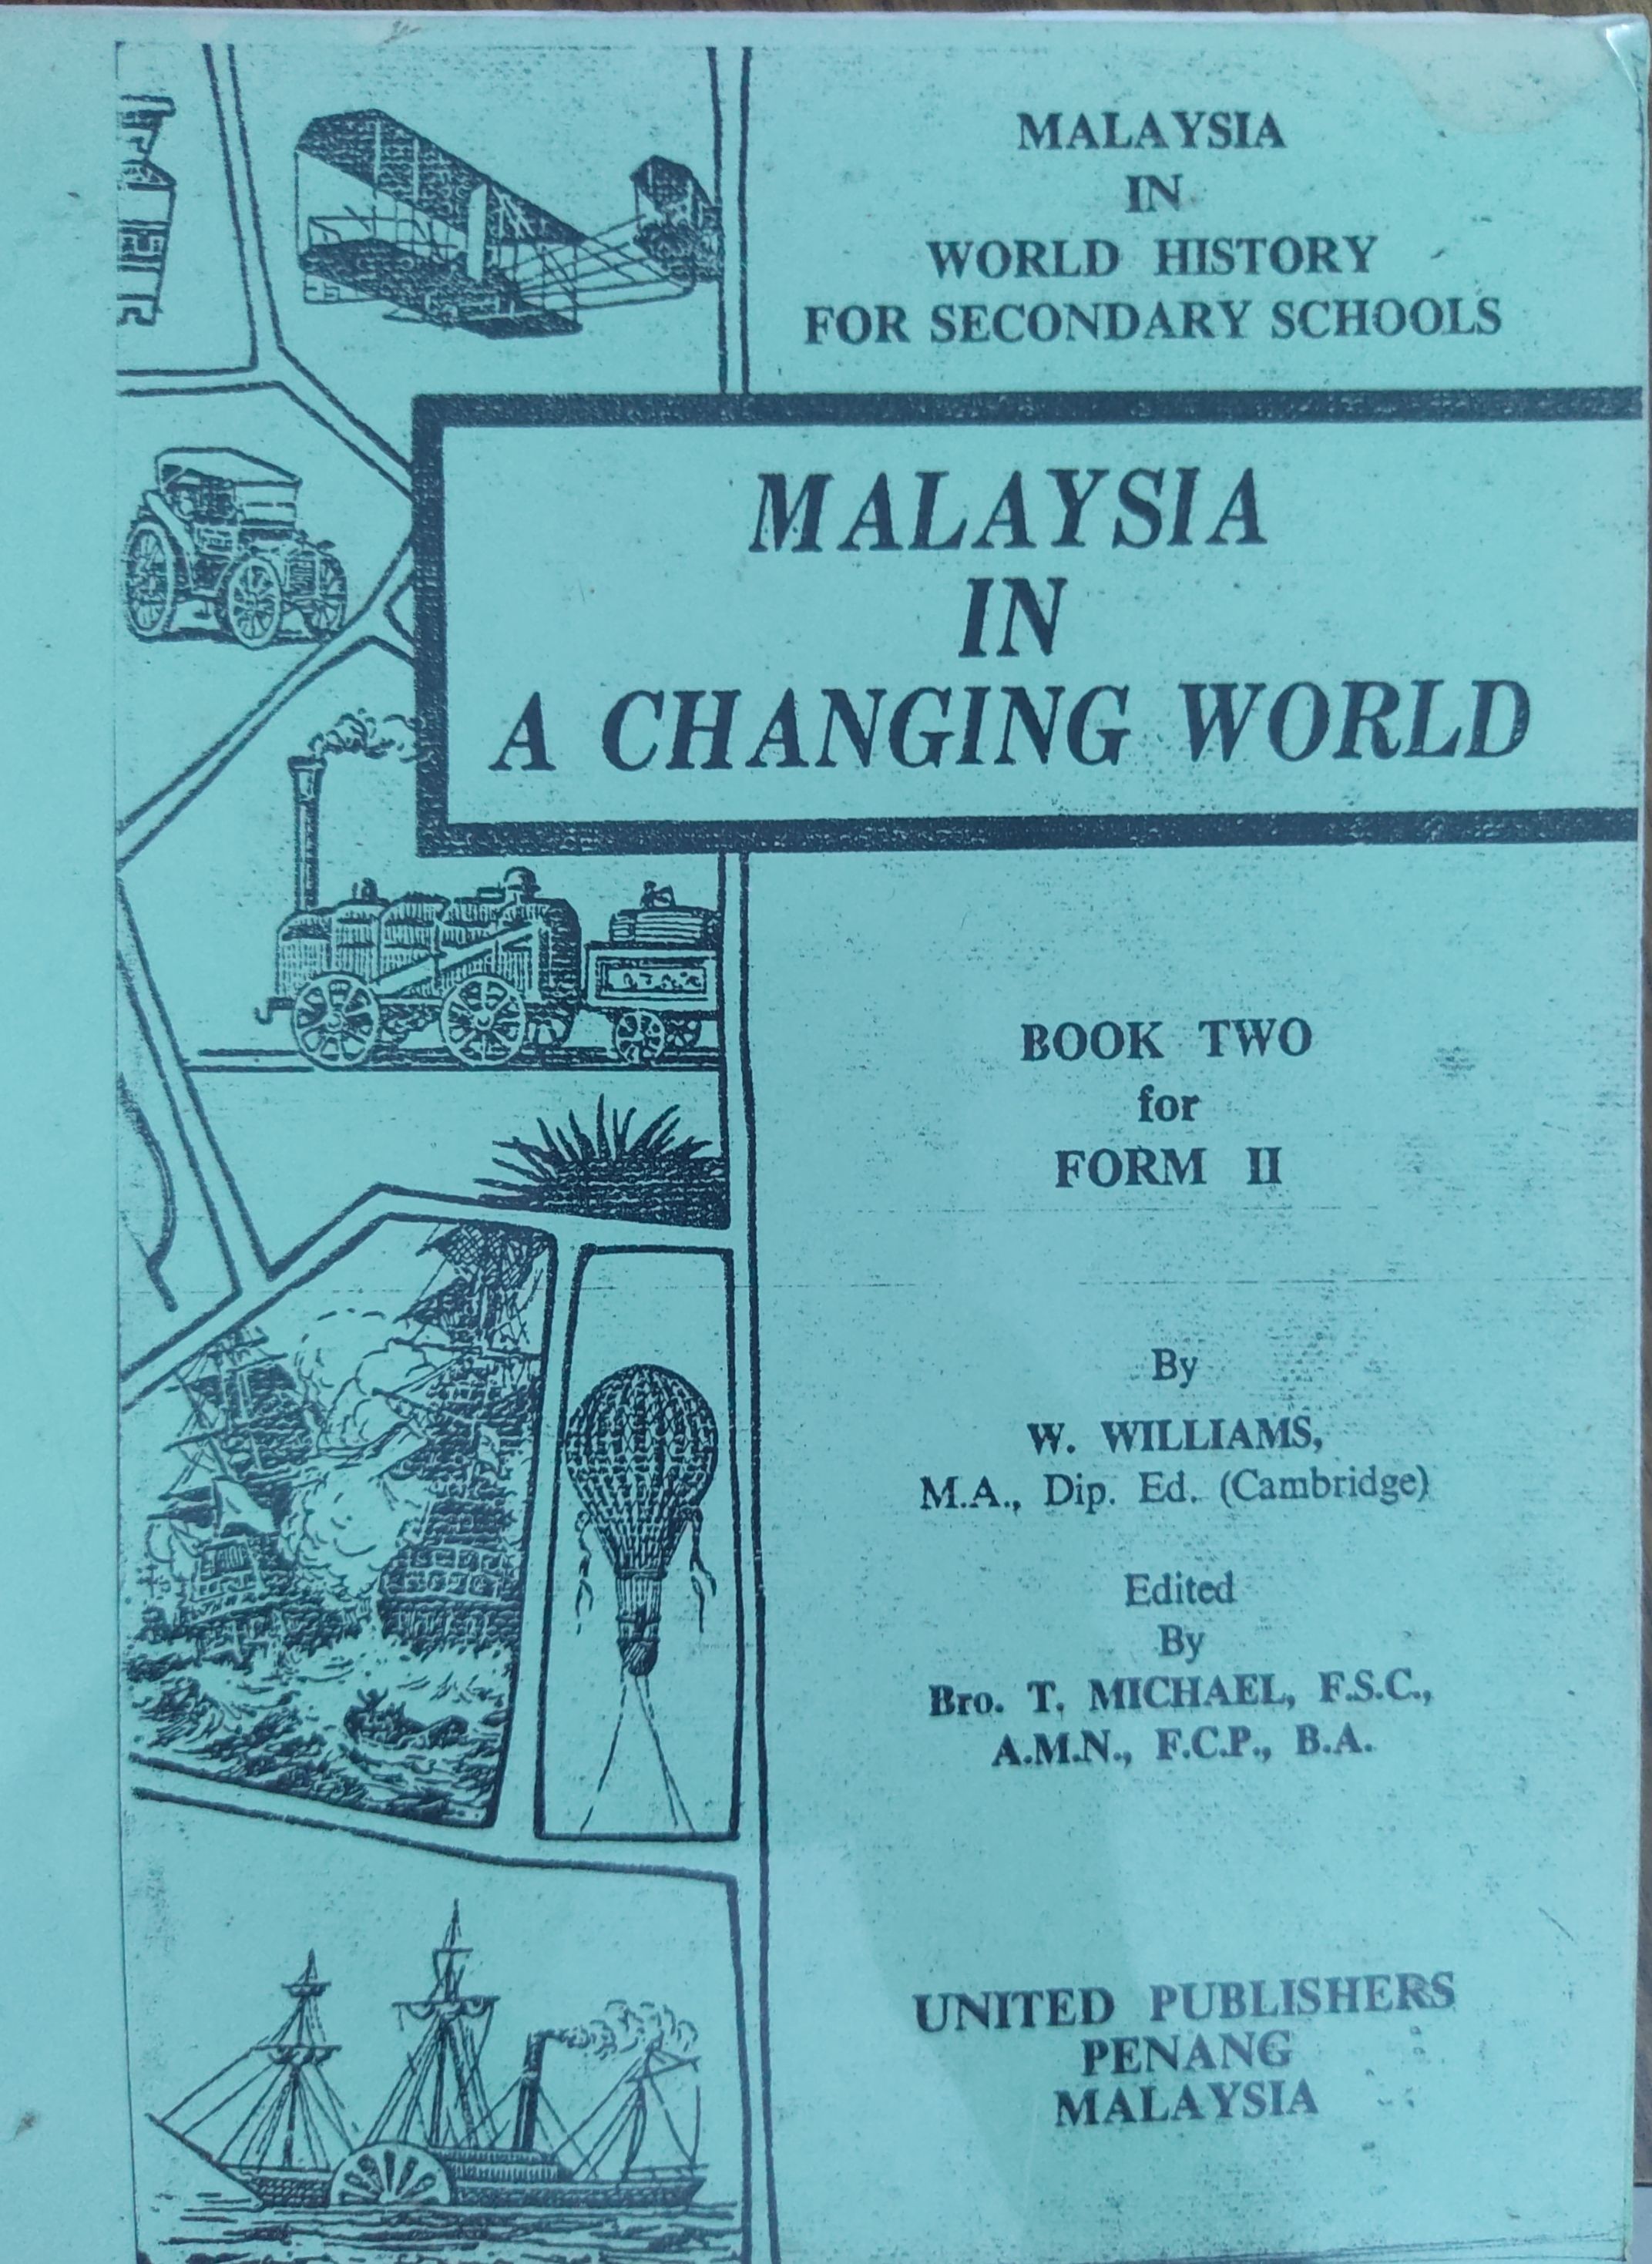 MALAYSIA
IN
WORLD HISTORY
FOR SECONDARY SCHOOLS
MALAYSIA
IN
A CHANGING WORLD
BOOK TWO
for
FORM II
By
W. WILLIAMS,
M.A., Dip. Ed. (Cambridge)
Edited
By
Bro. T. MICHAEL, F.S.C.,
A.M.N., F.C.P., B.A.
UNITED PUBLISHERS
PENANG
MALAYSIA